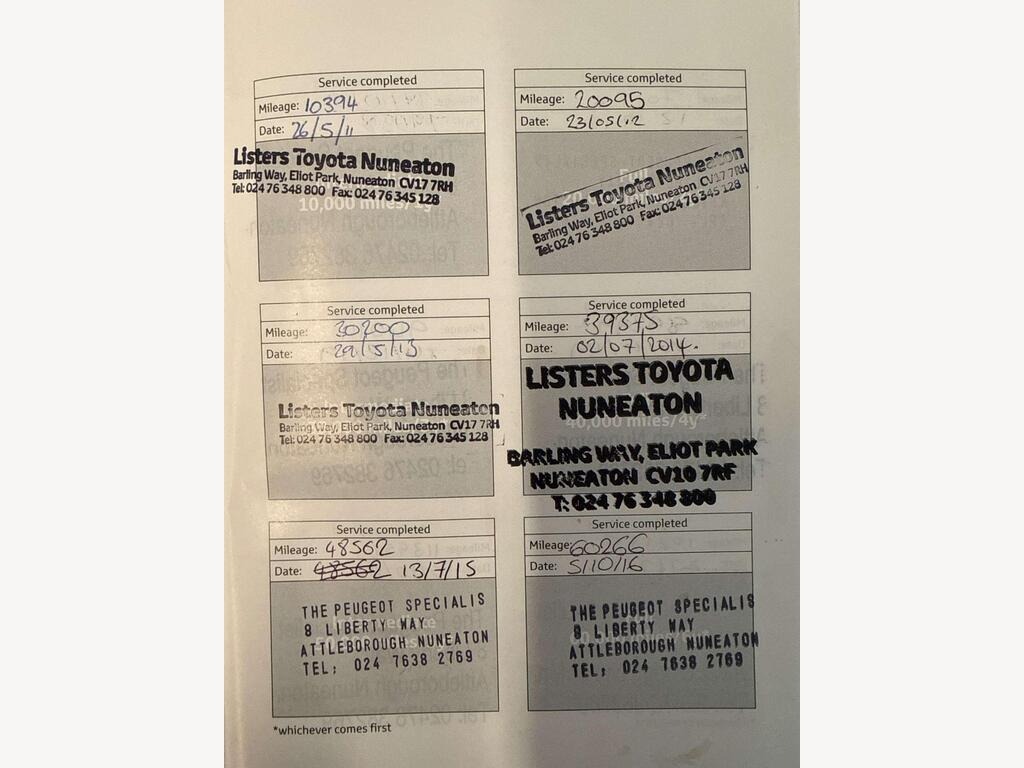 Service completed
Mileage: 10394
Date: 26/5/11
Listers Toyota Nuneaton
Barling Way, Eliot Park, Nuneaton CV17 7RH
Tel: 024 76 348 800 Fax: 024 76 345 128
10,000 miles/1y
Service completed
Mileage: 20095
Date: 23/05/12
Listers Toyota Nuneaton
Barling Way, Eliot Park, Nuneaton CV17 7RH
Tel: 024 76 348 800 Fax: 024 76 345 128
Service completed
Mileage: 30200
Date: 29/5/13
Listers Toyota Nuneaton
Barling Way, Eliot Park, Nuneaton CV17 7RH
Tel: 024 76 348 800 Fax: 024 76 345 128
Service completed
Mileage: 39375
Date: 02/07/2014.
LISTERS TOYOTA
NUNEATON
40,000 miles/4y*
BARLING WAY, ELIOT PARK
NUNEATON CV10 7RF
T: 024 76 348 800
Service completed
Mileage: 48562
Date: 48562 13/7/15
THE PEUGEOT SPECIALIS
8 LIBERTY WAY
ATTLEBOROUGH NUNEATON
TEL; 024 7638 2769
Service completed
Mileage: 60266
Date: 5/10/16
THE PEUGEOT SPECIALIS
8 LIBERTY WAY
ATTLEBOROUGH NUNEATON
TEL; 024 7638 2769
*whichever comes first